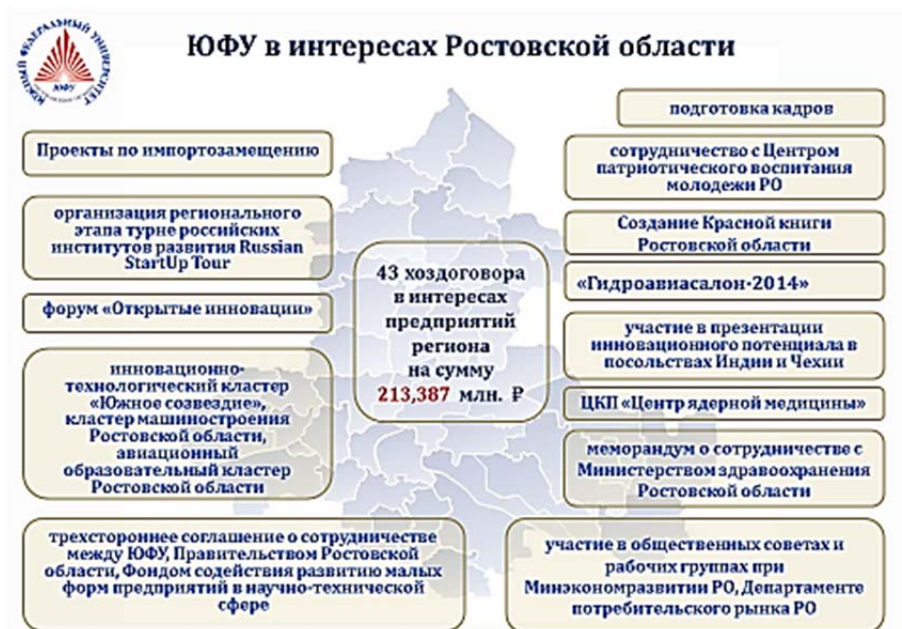 ЮЖНЫЙ ФЕДЕРАЛЬНЫЙ УНИВЕРСИТЕТ
ЮФУ
ЮФУ в интересах Ростовской области
Проекты по импортозамещению
организация регионального
этапа турне российских
институтов развития Russian
StartUp Tour
форум «Открытые инновации»
инновационно-
технологический кластер
«Южное созвездие»,
кластер машиностроения
Ростовской области,
авиационный
образовательный кластер
Ростовской области
трехстороннее соглашение о сотрудничестве
между ЮФУ, Правительством Ростовской
области, Фондом содействия развитию малых
форм предприятий в научно-технической
сфере
43 хоздоговора
в интересах
предприятий
региона
на сумму
213,387 млн. ₽
подготовка кадров
сотрудничество с Центром
патриотического воспитания
молодежи РО
Создание Красной книги
Ростовской области
«Гидроавиасалон-2014»
участие в презентации
инновационного потенциала в
посольствах Индии и Чехии
ЦКП «Центр ядерной медицины»
меморандум о сотрудничестве с
Министерством здравоохранения
Ростовской области
участие в общественных советах и
рабочих группах при
Минэкономразвитии РО, Департаменте
потребительского рынка РО